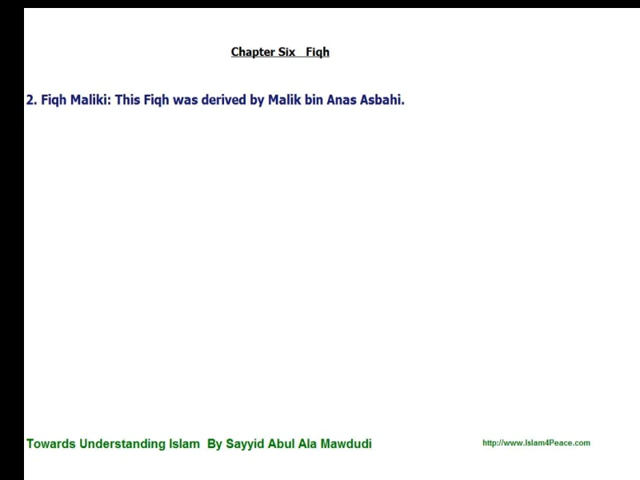 Chapter Six Fiqh
2. Fiqh Maliki: This Fiqh was derived by Malik bin Anas Asbahi.
Towards Understanding Islam By Sayyid Abul Ala Mawdudi
http://www.Islam4Peace.com